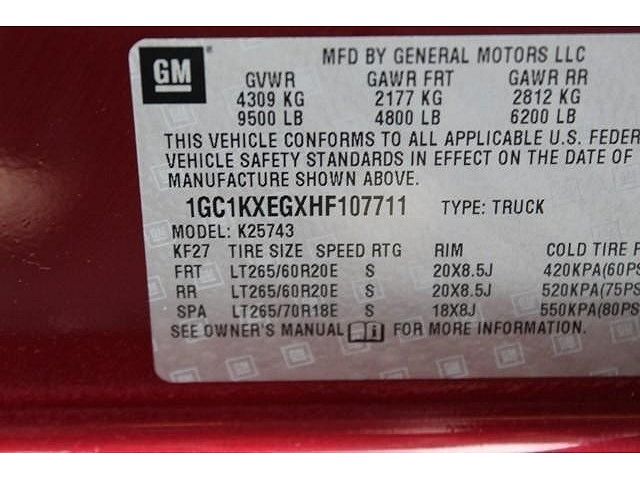 GM
MFD BY GENERAL MOTORS LLC
GVWR GAWR FRT GAWR RR
4309 KG 2177 KG 2812 KG
9500 LB 4800 LB 6200 LB
THIS VEHICLE CONFORMS TO ALL APPLICABLE U.S. FEDER
VEHICLE SAFETY STANDARDS IN EFFECT ON THE DATE OF
MANUFACTURE SHOWN ABOVE.
1GC1KXEGXHF107711 TYPE: TRUCK
MODEL: K25743
KF27 TIRE SIZE SPEED RTG RIM COLD TIRE P
FRT LT265/60R20E S 20X8.5J 420KPA(60PS
RR LT265/60R20E S 20X8.5J 520KPA(75PS
SPA LT265/70R18E S 18X8J 550KPA(80PS
SEE OWNER'S MANUAL i FOR MORE INFORMATION.